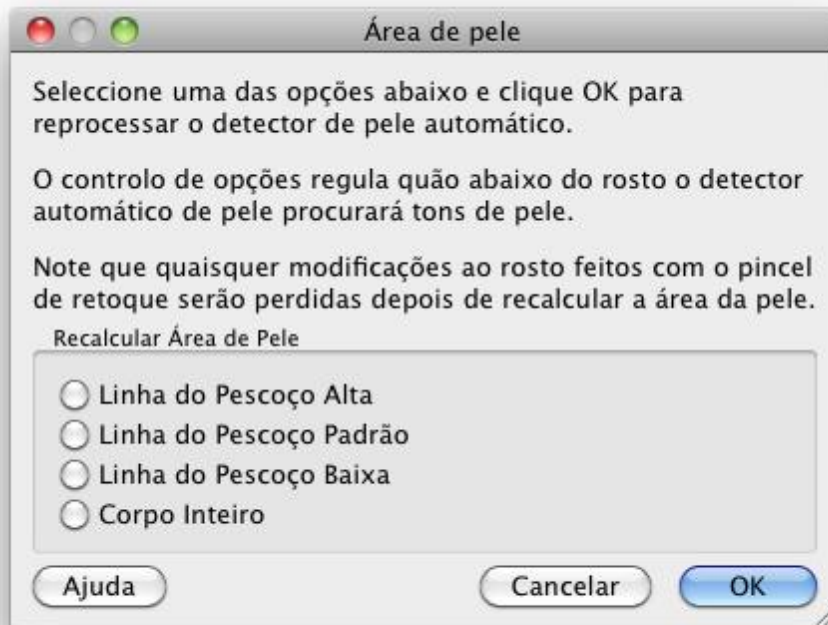 Área de pele
Seleccione uma das opções abaixo e clique OK para
reprocessar o detector de pele automático.
O controlo de opções regula quão abaixo do rosto o detector
automático de pele procurará tons de pele.
Note que quaisquer modificações ao rosto feitos com o pincel
de retoque serão perdidas depois de recalcular a área da pele.
Recalcular Área de Pele
Linha do Pescoço Alta
Linha do Pescoço Padrão
Linha do Pescoço Baixa
Corpo Inteiro
Ajuda Cancelar OK